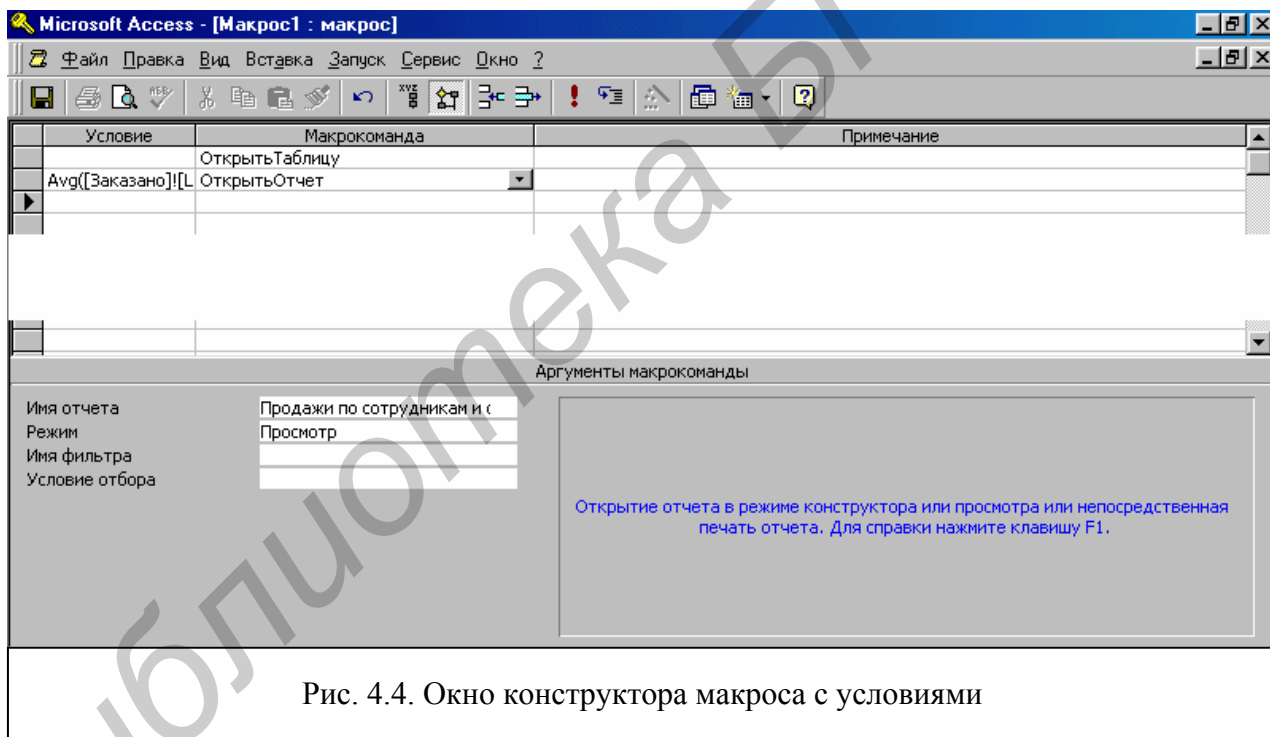 Microsoft Access - [Макрос1 : макрос]
Файл Правка Вид Вставка Запуск Сервис Окно ?
Условие Макрокоманда Примечание
ОткрытьТаблицу
Avg([Заказано]![L ОткрытьОтчет
Аргументы макрокоманды
Имя отчета Продажи по сотрудникам и с
Режим Просмотр
Имя фильтра
Условие отбора
Открытие отчета в режиме конструктора или просмотра или непосредственная
печать отчета. Для справки нажмите клавишу F1.
Рис. 4.4. Окно конструктора макроса с условиями